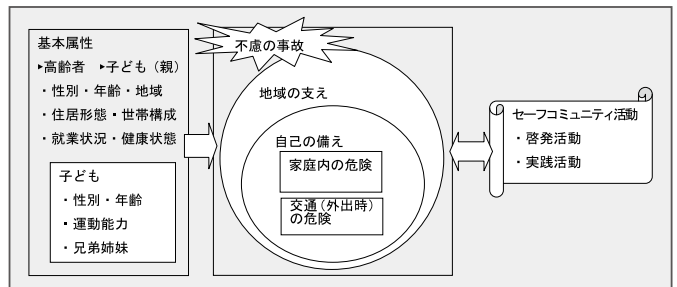 基本属性
▸高齢者　▸子ども（親）
・性別・年齢・地域
・住居形態・世帯構成
・就業状況・健康状態
子ども
・性別・年齢
・運動能力
・兄弟姉妹
不慮の事故
地域の支え
自己の備え
家庭内の危険
交通（外出時）
の危険
セーフコミュニティ活動
・啓発活動
・実践活動